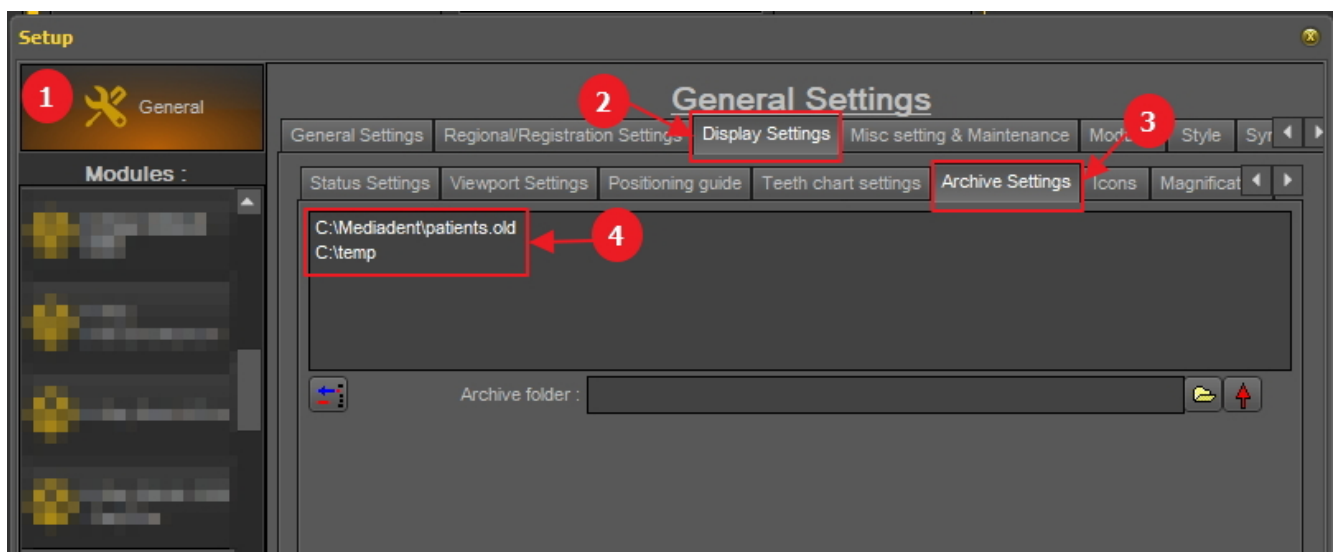 Setup
1
General
2
General Settings
3
General Settings
Regional/Registration Settings
Display Settings
Misc setting & Maintenance
Style
Modules :
Status Settings
Viewport Settings
Positioning guide
Teeth chart settings
Archive Settings
Icons
Magnificat
C:\Mediadent\patients.old
C:\temp
4
Archive folder :